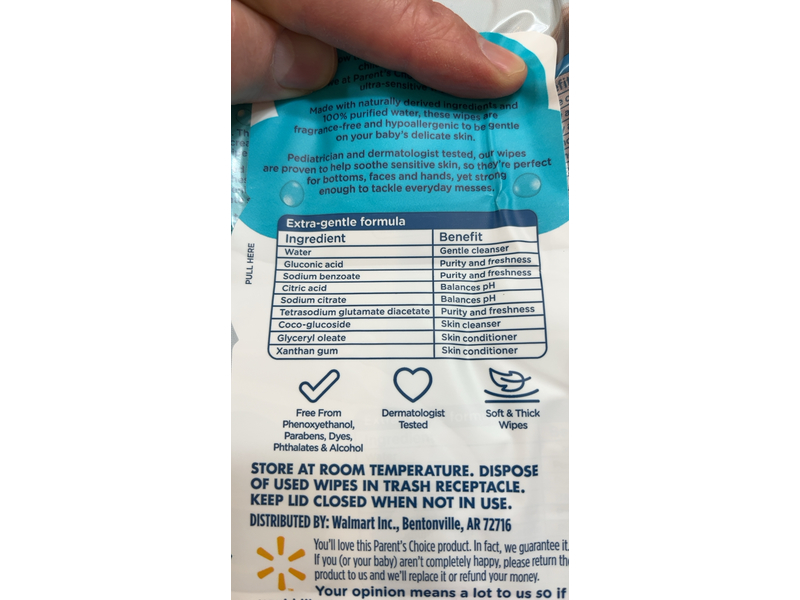 at Parent's
ultra-sensitive
Made with naturally derived ingredients and
100% purified water, these wipes are
fragrance-free and hypoallergenic to be gentle
on your baby's delicate skin.
Pediatrician and dermatologist tested, our wipes
are proven to help soothe sensitive skin, so they're perfect
for bottoms, faces and hands, yet strong
enough to tackle everyday messes.
PULL HERE
Extra-gentle formula
Ingredient Benefit
Water Gentle cleanser
Gluconic acid Purity and freshness
Sodium benzoate Purity and freshness
Citric acid Balances pH
Sodium citrate Balances pH
Tetrasodium glutamate diacetate Purity and freshness
Coco-glucoside Skin cleanser
Glyceryl oleate Skin conditioner
Xanthan gum Skin conditioner
Free From
Phenoxyethanol,
Parabens, Dyes,
Phthalates & Alcohol
Dermatologist
Tested
Soft & Thick
Wipes
STORE AT ROOM TEMPERATURE. DISPOSE
OF USED WIPES IN TRASH RECEPTACLE.
KEEP LID CLOSED WHEN NOT IN USE.
DISTRIBUTED BY: Walmart Inc., Bentonville, AR 72716
You'll love this Parent's Choice product. In fact, we guarantee it.
If you (or your baby) aren't completely happy, please return th
product to us and we'll replace it or refund your money.
Your opinion means a lot to us so if